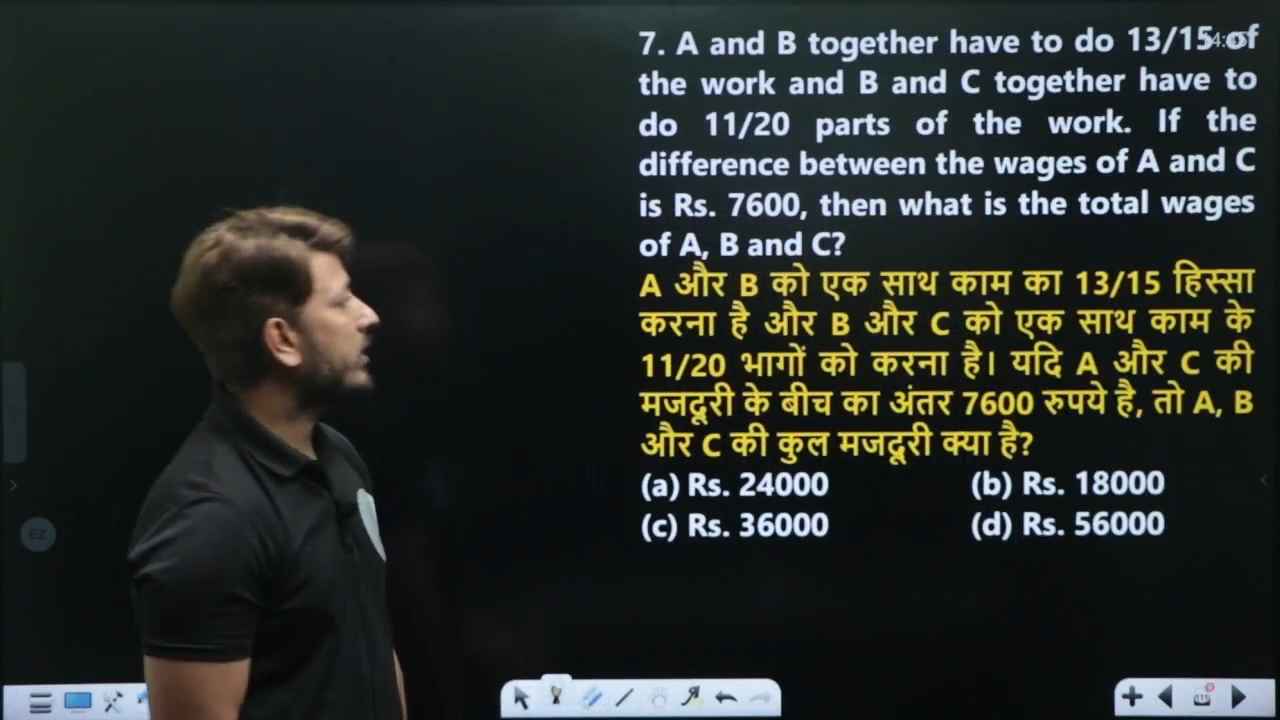 7. A and B together have to do 13/15 of
the work and B and C together have to
do 11/20 parts of the work. If the
difference between the wages of A and C
is Rs. 7600, then what is the total wages
of A, B and C?
A और B को एक साथ काम का 13/15 हिस्सा
करना है और B और C को एक साथ काम के
11/20 भागों को करना है। यदि A और C की
मजदूरी के बीच का अंतर 7600 रुपये है, तो A, B
और C की कुल मजदूरी क्या है?
(a) Rs. 24000 (b) Rs. 18000
(c) Rs. 36000 (d) Rs. 56000
EZ